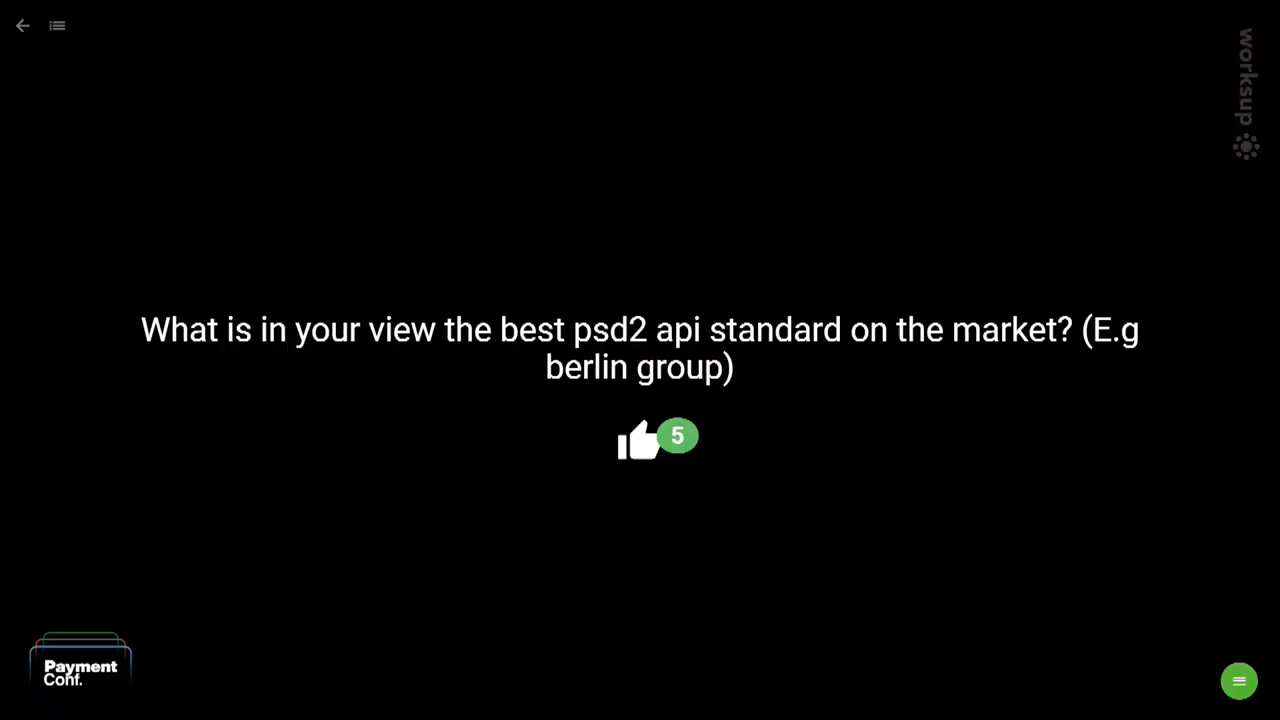 worksup
What is in your view the best psd2 api standard on the market? (E.g
berlin group)
5
Payment
Conf.